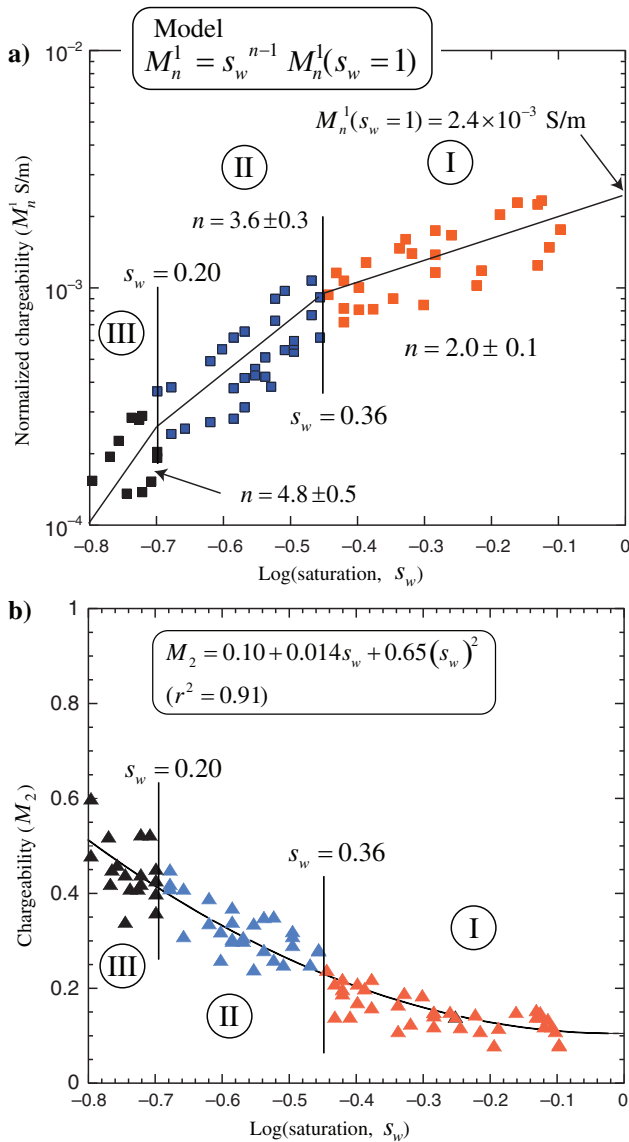 a)
Model
M_n^1 = s_w^{n−1} M_n^1(s_w = 1)
10^{−2}
M_n^1(s_w = 1) = 2.4×10^{−3} S/m
II
I
n = 3.6±0.3
s_w = 0.20
10^{−3}
III
n = 2.0± 0.1
s_w = 0.36
n = 4.8±0.5
10^{−4}
Normalized chargeability (M_n^1 S/m)
−0.8 −0.7 −0.6 −0.5 −0.4 −0.3 −0.2 −0.1 0
Log(saturation, s_w)
b)
1
M_2 = 0.10 + 0.014s_w + 0.65(s_w)^2
(r^2 = 0.91)
0.8
s_w = 0.20
0.6
s_w = 0.36
0.4
I
III
II
0.2
0
Chargeability (M_2)
−0.8 −0.7 −0.6 −0.5 −0.4 −0.3 −0.2 −0.1 0
Log(saturation, s_w)